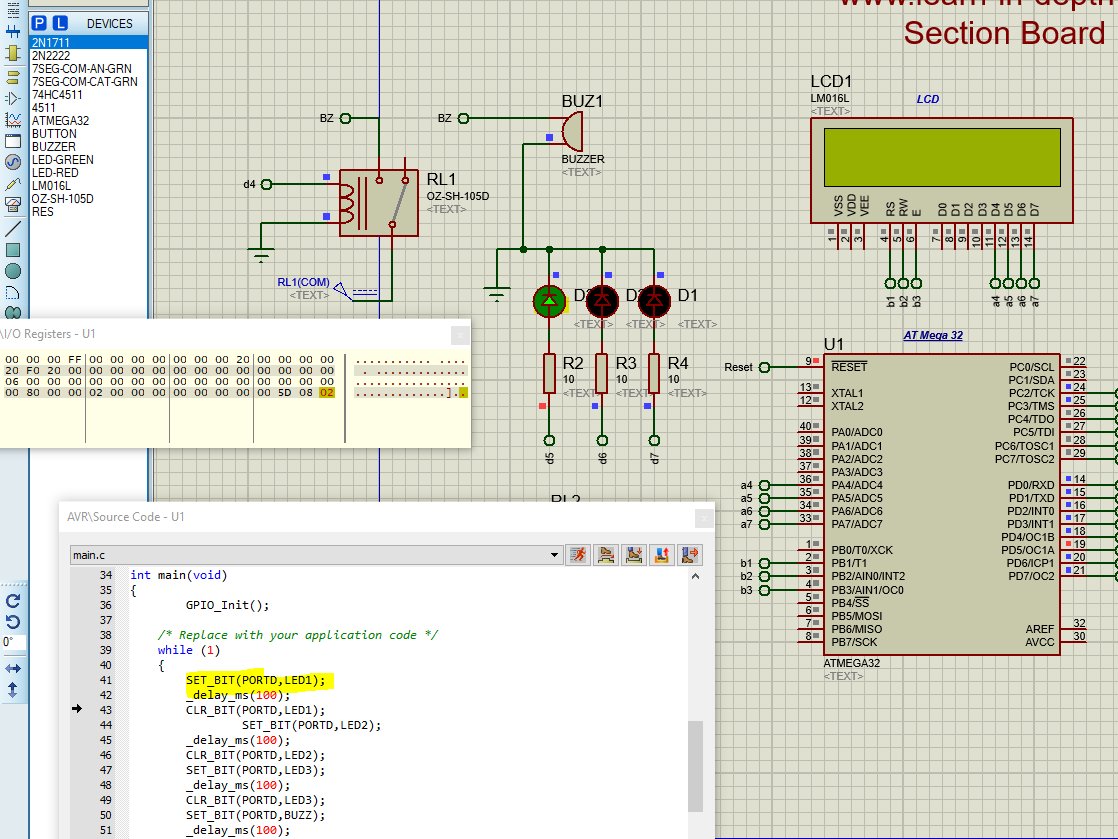 www.learn-in-depth
Section Board
P L DEVICES
2N1711
2N2222
7SEG-COM-AN-GRN
7SEG-COM-CAT-GRN
74HC4511
4511
ATMEGA32
BUTTON
BUZZER
LED-GREEN
LED-RED
LM016L
OZ-SH-105D
RES
0°
BZ
d4
RL1
OZ-SH-105D
<TEXT>
RL1(COM)
<TEXT>
BZ
BUZ1
BUZZER
<TEXT>
D1
<TEXT>
<TEXT>
<TEXT>
R2
10
<TEXT>
R3
10
<TEXT>
R4
10
<TEXT>
d5
d6
d7
RL2
LCD1
LM016L
<TEXT>
LCD
VSS
VDD
VEE
RS
RW
E
D0
D1
D2
D3
D4
D5
D6
D7
1
2
3
4
5
6
7
8
9
10
11
12
13
14
b1
b2
b3
a4
a5
a6
a7
AT Mega 32
U1
Reset
9 RESET
13 XTAL1
12 XTAL2
40 PA0/ADC0
39 PA1/ADC1
38 PA2/ADC2
37 PA3/ADC3
a4 36 PA4/ADC4
a5 35 PA5/ADC5
a6 34 PA6/ADC6
a7 33 PA7/ADC7
1 PB0/T0/XCK
b1 2 PB1/T1
b2 3 PB2/AIN0/INT2
b3 4 PB3/AIN1/OC0
5 PB4/SS
6 PB5/MOSI
7 PB6/MISO
8 PB7/SCK
PC0/SCL 22
PC1/SDA 23
PC2/TCK 24
PC3/TMS 25
PC4/TDO 26
PC5/TDI 27
PC6/TOSC1 28
PC7/TOSC2 29
PD0/RXD 14
PD1/TXD 15
PD2/INT0 16
PD3/INT1 17
PD4/OC1B 18
PD5/OC1A 19
PD6/ICP1 20
PD7/OC2 21
AREF 32
AVCC 30
ATMEGA32
<TEXT>
\I/O Registers - U1
00 00 00 FF 00 00 00 00 00 00 00 20 00 00 00 00
20 F0 20 00 00 00 00 00 00 00 00 00 00 00 00 00
06 00 00 00 00 00 00 00 00 00 00 00 00 00 00 00
00 80 00 00 02 00 00 00 00 00 00 00 00 5D 08 02
AVR\Source Code - U1
main.c
34 int main(void)
35 {
36 GPIO_Init();
37
38 /* Replace with your application code */
39 while (1)
40 {
41 SET_BIT(PORTD,LED1);
42 _delay_ms(100);
43 CLR_BIT(PORTD,LED1);
44 SET_BIT(PORTD,LED2);
45 _delay_ms(100);
46 CLR_BIT(PORTD,LED2);
47 SET_BIT(PORTD,LED3);
48 _delay_ms(100);
49 CLR_BIT(PORTD,LED3);
50 SET_BIT(PORTD,BUZZ);
51 _delay_ms(100);